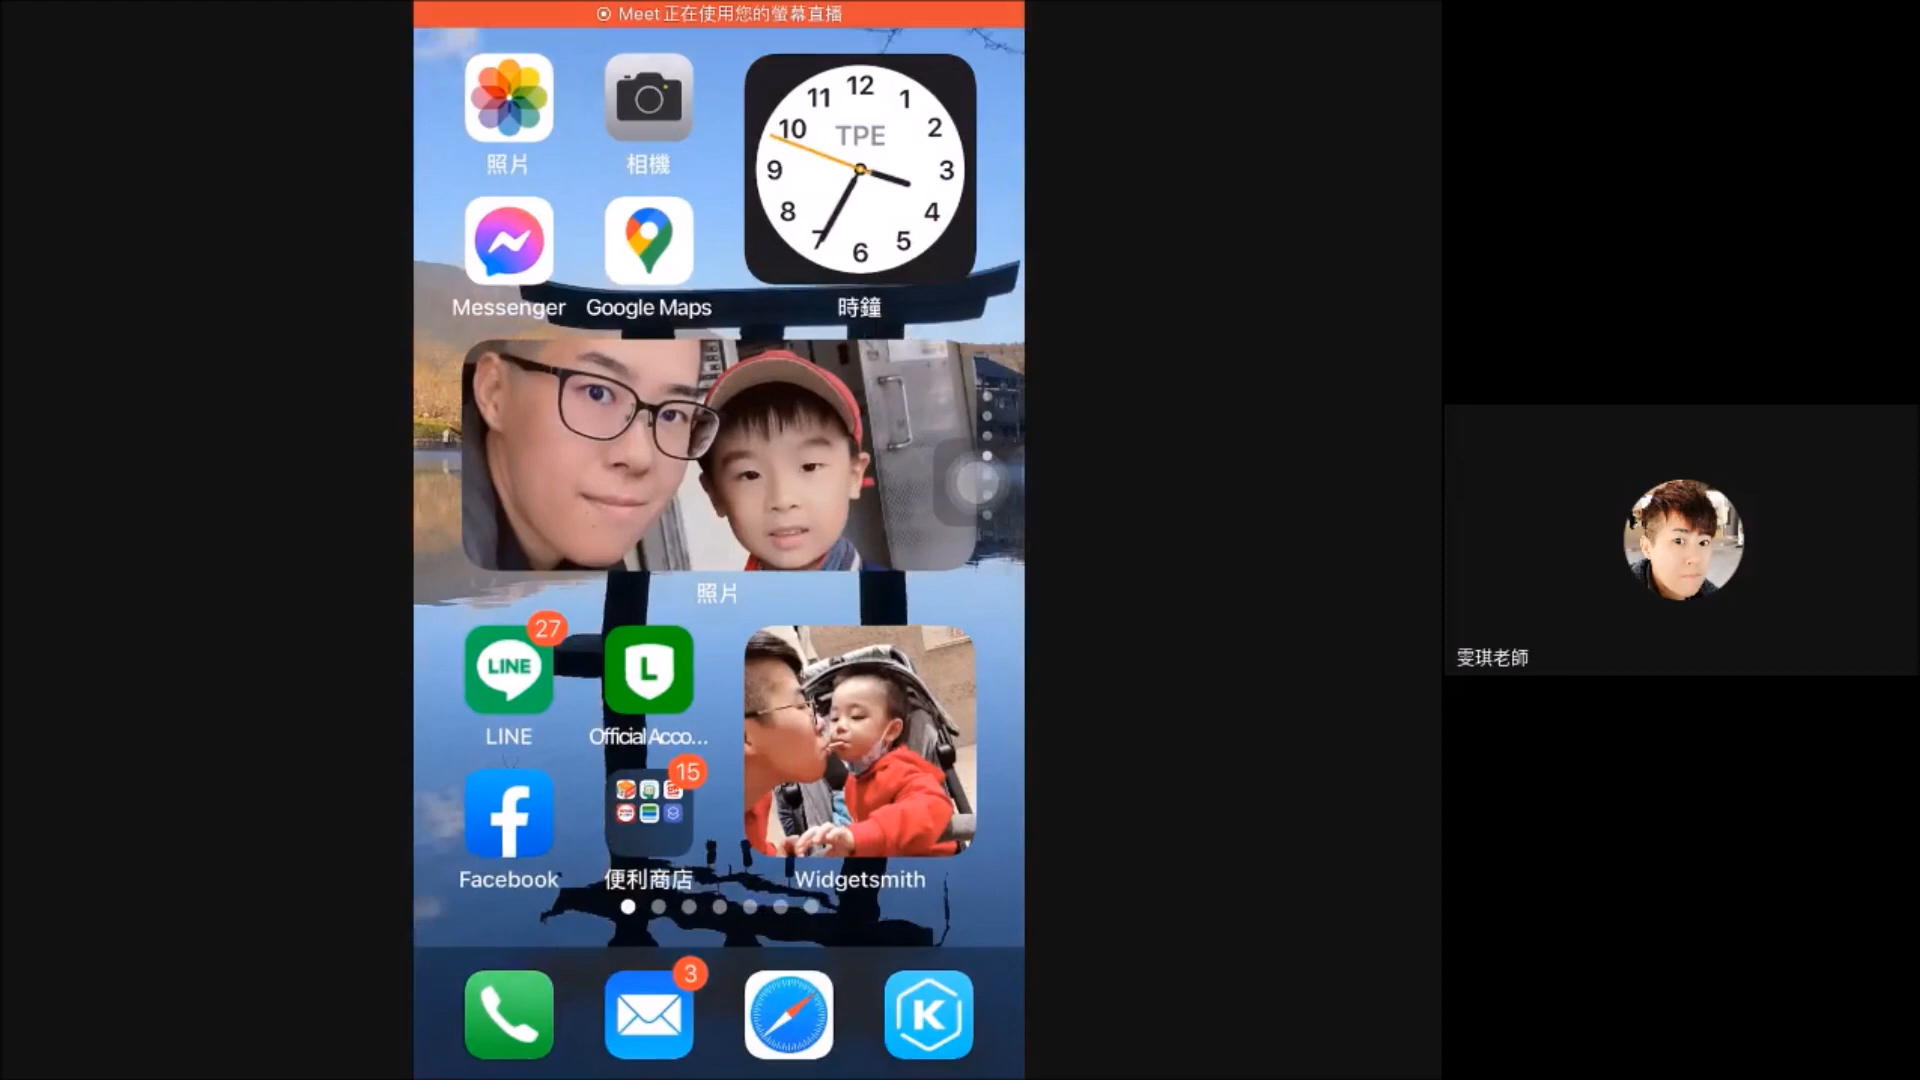 Meet 正在使用您的螢幕直播
照片
相機
12
11
1
10
TPE
2
9
3
8
4
7
5
6
Messenger
Google Maps
時鐘
照片
27
LINE
LINE
L
Official Acco...
15
Facebook
便利商店
Widgetsmith
3
K
雯琪老師